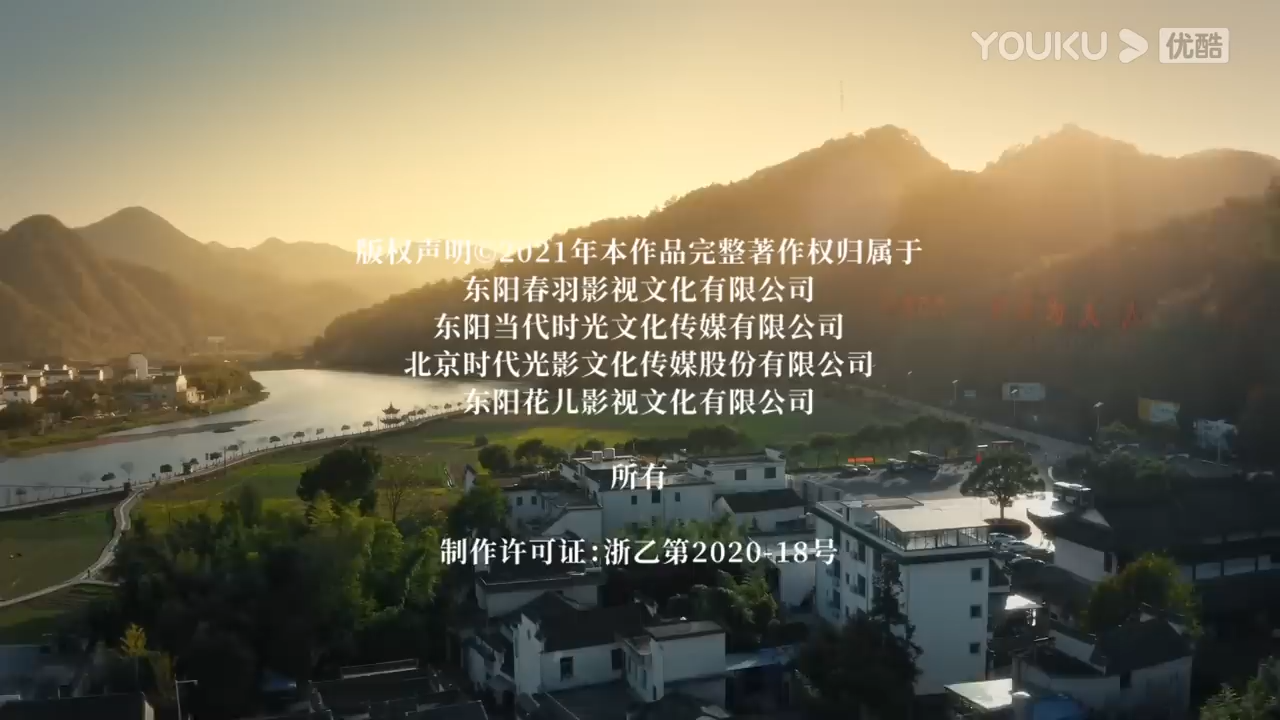 YOUKU 优酷
版权声明©2021年本作品完整著作权归属于
东阳春羽影视文化有限公司
东阳当代时光文化传媒有限公司
北京时代光影文化传媒股份有限公司
东阳花儿影视文化有限公司
所有
制作许可证:浙乙第2020-18号